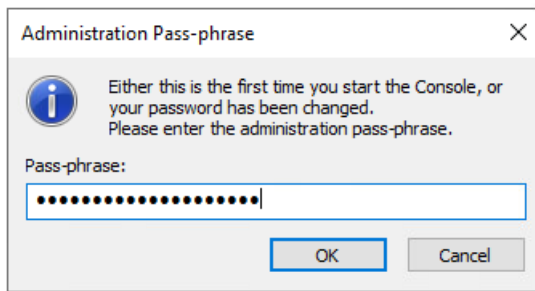 Administration Pass-phrase
Either this is the first time you start the Console, or
your password has been changed.
Please enter the administration pass-phrase.
Pass-phrase:
••••••••••••••••••••
OK
Cancel